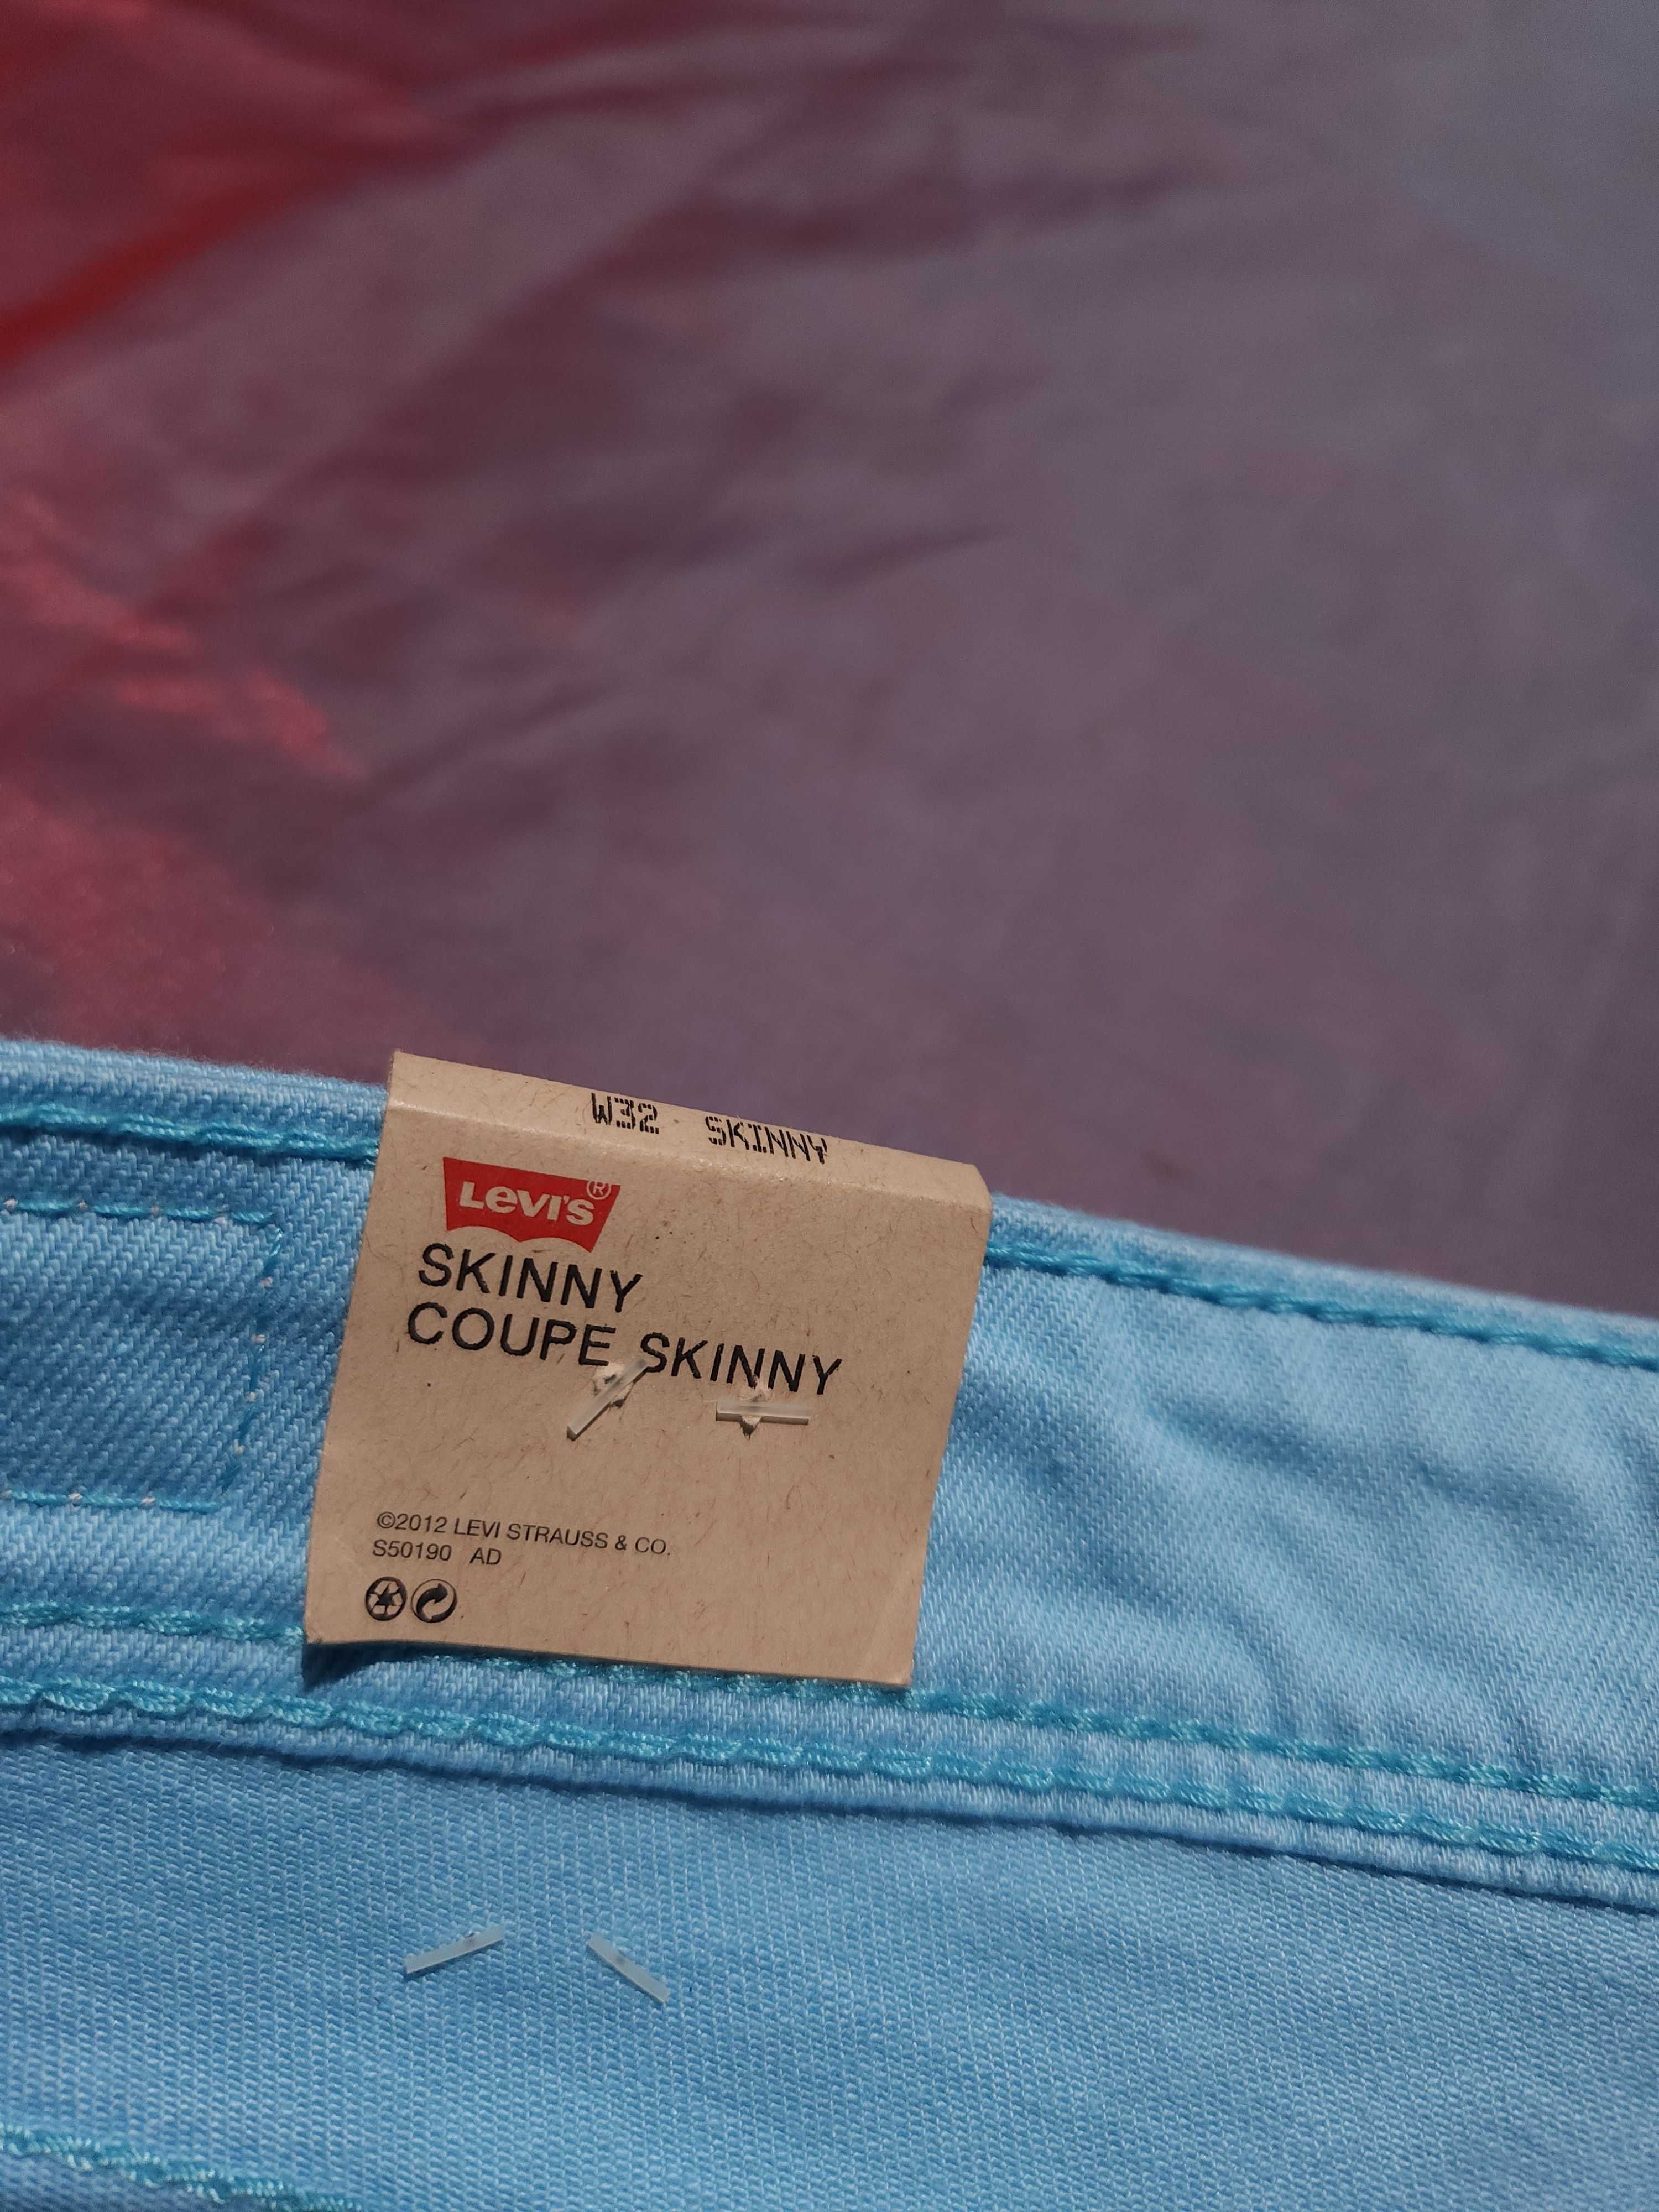 W32 SKINNY
Levi's®
SKINNY
COUPE SKINNY
©2012 LEVI STRAUSS & CO.
S50190 AD